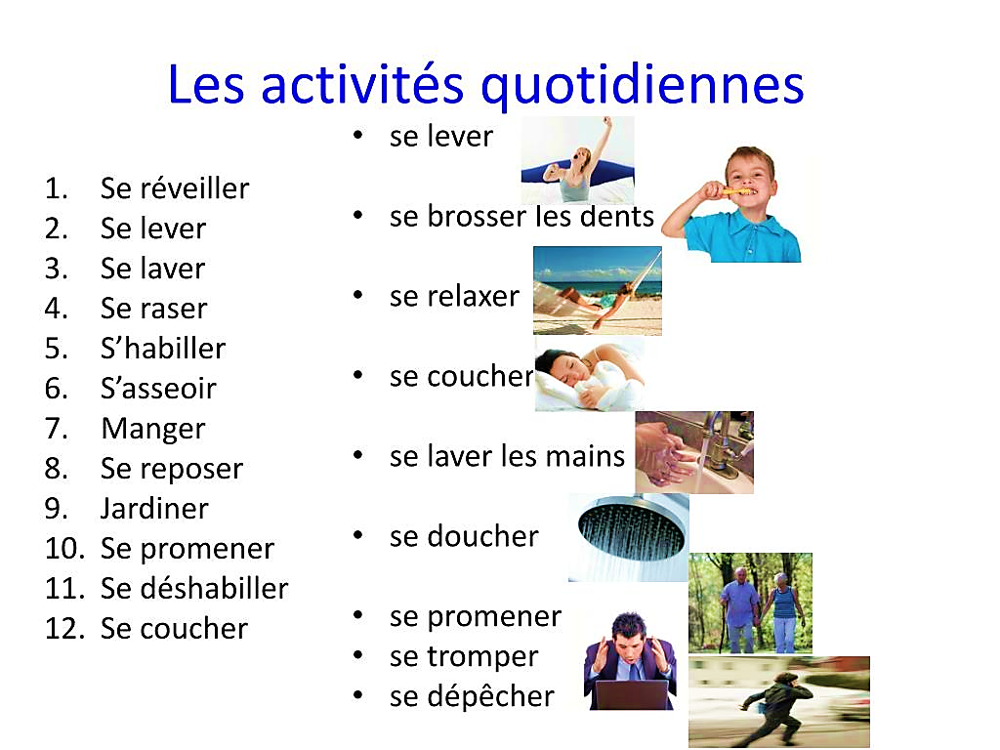 Les activités quotidiennes
1. Se réveiller
2. Se lever
3. Se laver
4. Se raser
5. S’habiller
6. S’asseoir
7. Manger
8. Se reposer
9. Jardiner
10. Se promener
11. Se déshabiller
12. Se coucher
• se lever
• se brosser les dents
• se relaxer
• se coucher
• se laver les mains
• se doucher
• se promener
• se tromper
• se dépêcher